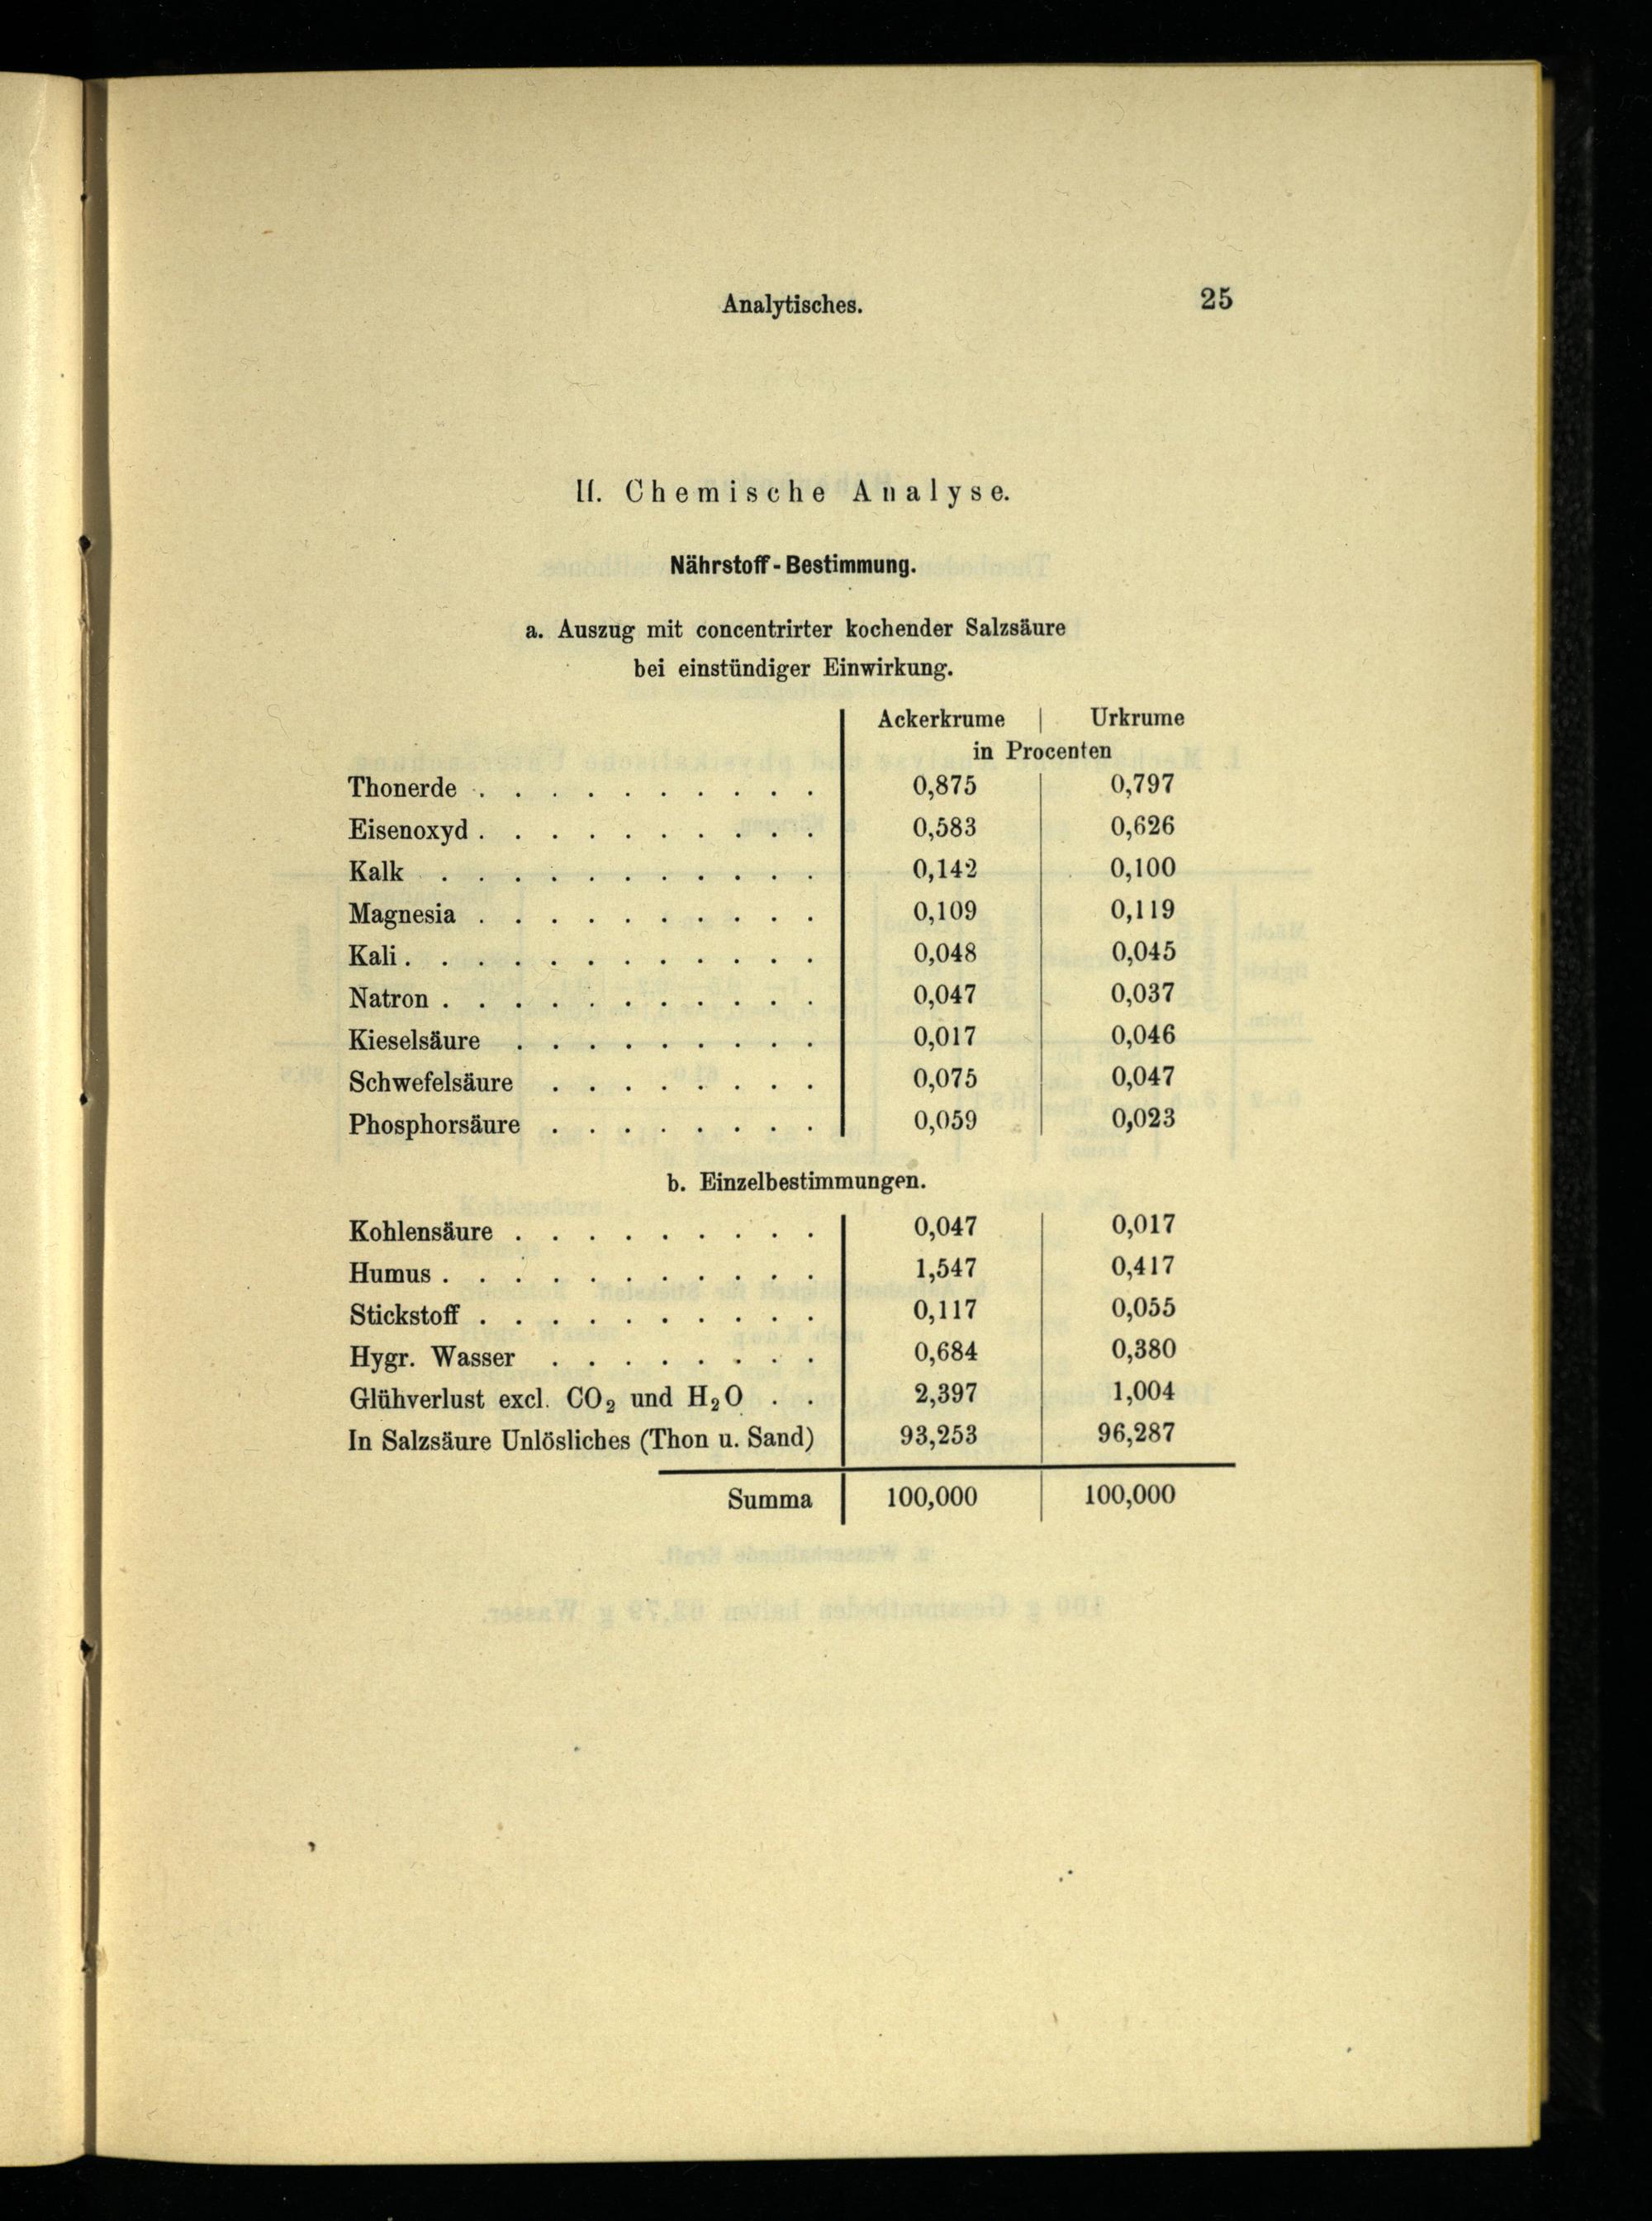 Analytisches. 25
II. Chemische Analyse.
Nährstoff-Bestimmung.
a. Auszug mit concentrirter kochender Salzsäure
bei einstündiger Einwirkung.
Ackerkrume | Urkrume
in Procenten
Thonerde . . . . . . . . . . 0,875 0,797
Eisenoxyd . . . . . . . . . . 0,583 0,626
Kalk . . . . . . . . . . . 0,142 0,100
Magnesia . . . . . . . . . . 0,109 0,119
Kali . . . . . . . . . . . . 0,048 0,045
Natron . . . . . . . . . . . 0,047 0,037
Kieselsäure . . . . . . . . . 0,017 0,046
Schwefelsäure . . . . . . . . 0,075 0,047
Phosphorsäure . . . . . . . . 0,059 0,023
b. Einzelbestimmungen.
Kohlensäure . . . . . . . . . 0,047 0,017
Humus . . . . . . . . . . . 1,547 0,417
Stickstoff . . . . . . . . . . 0,117 0,055
Hygr. Wasser . . . . . . . . 0,684 0,380
Glühverlust excl. CO₂ und H₂O . . 2,397 1,004
In Salzsäure Unlösliches (Thon u. Sand) 93,253 96,287
Summa 100,000 100,000